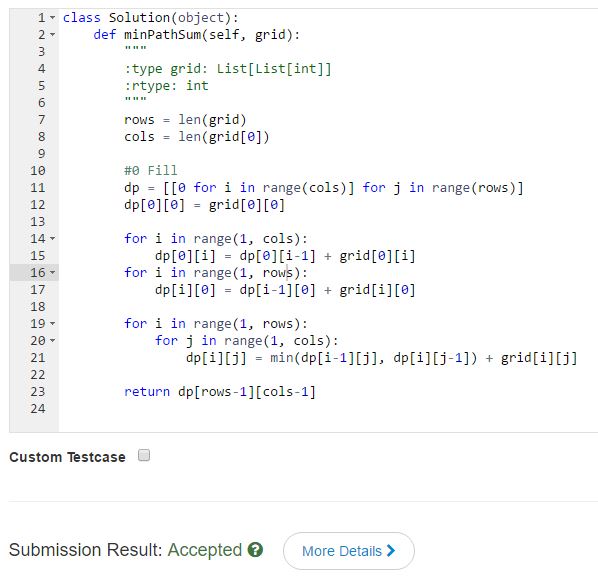 1 class Solution(object):
2 def minPathSum(self, grid):
3 """
4 :type grid: List[List[int]]
5 :rtype: int
6 """
7 rows = len(grid)
8 cols = len(grid[0])
9
10 #0 Fill
11 dp = [[0 for i in range(cols)] for j in range(rows)]
12 dp[0][0] = grid[0][0]
13
14 for i in range(1, cols):
15 dp[0][i] = dp[0][i-1] + grid[0][i]
16 for i in range(1, rows):
17 dp[i][0] = dp[i-1][0] + grid[i][0]
18
19 for i in range(1, rows):
20 for j in range(1, cols):
21 dp[i][j] = min(dp[i-1][j], dp[i][j-1]) + grid[i][j]
22
23 return dp[rows-1][cols-1]
24
Custom Testcase
Submission Result: Accepted ? More Details